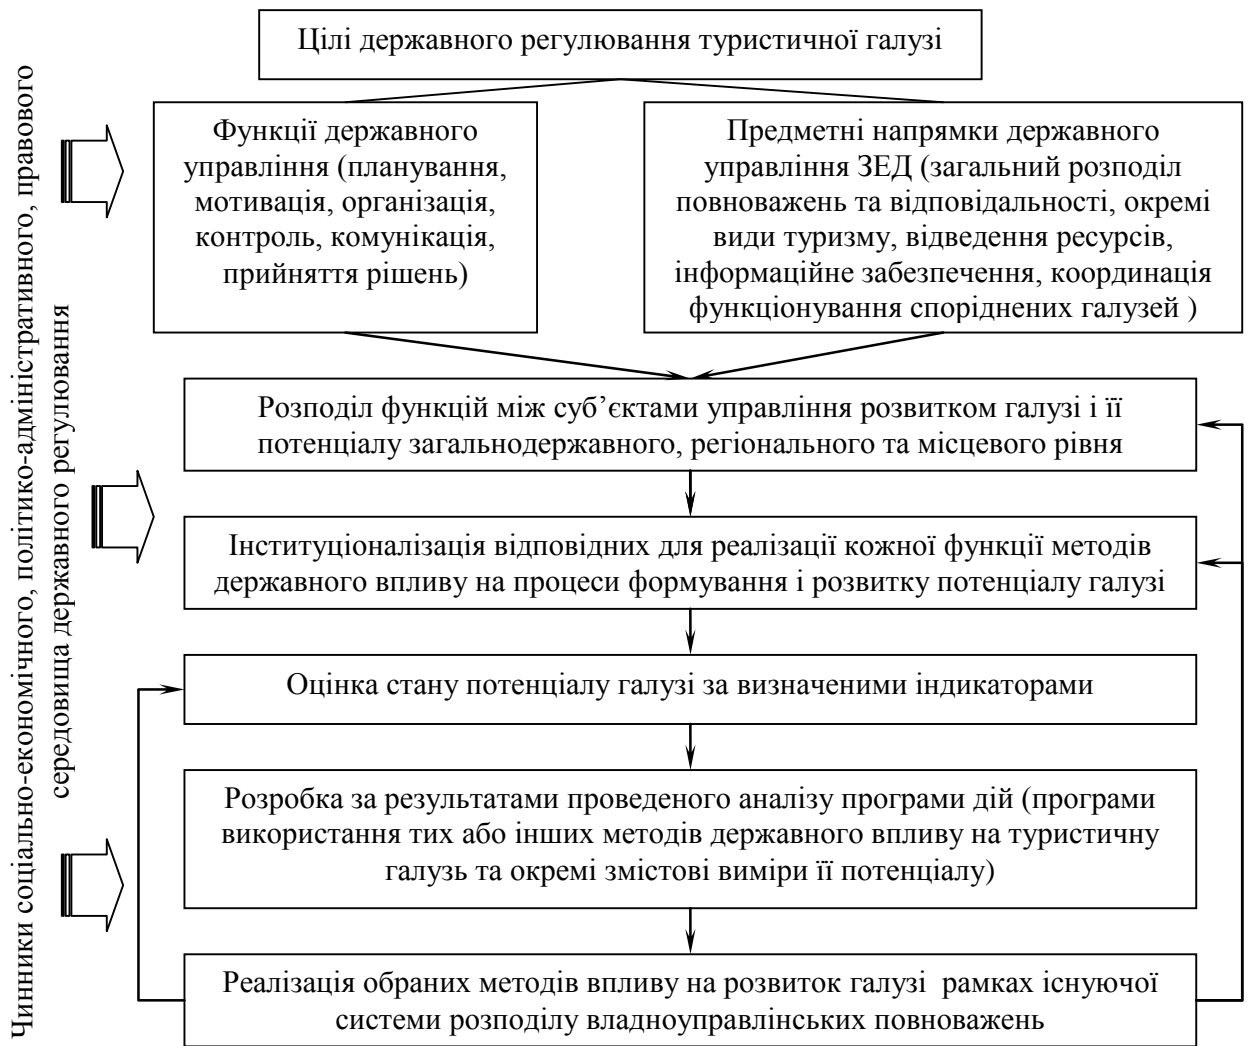 Цілі державного регулювання туристичної галузі
Чинники соціально-економічного, політико-адміністративного, правового
середовища державного регулювання
Функції державного
управління (планування,
мотивація, організація,
контроль, комунікація,
прийняття рішень)
Предметні напрямки державного
управління ЗЕД (загальний розподіл
повноважень та відповідальності, окремі
види туризму, відведення ресурсів,
інформаційне забезпечення, координація
функціонування споріднених галузей )
Розподіл функцій між суб’єктами управління розвитком галузі і її
потенціалу загальнодержавного, регіонального та місцевого рівня
Інституціоналізація відповідних для реалізації кожної функції методів
державного впливу на процеси формування і розвитку потенціалу галузі
Оцінка стану потенціалу галузі за визначеними індикаторами
Розробка за результатами проведеного аналізу програми дій (програми
використання тих або інших методів державного впливу на туристичну
галузь та окремі змістові виміри її потенціалу)
Реалізація обраних методів впливу на розвиток галузі  рамках існуючої
системи розподілу владноуправлінських повноважень